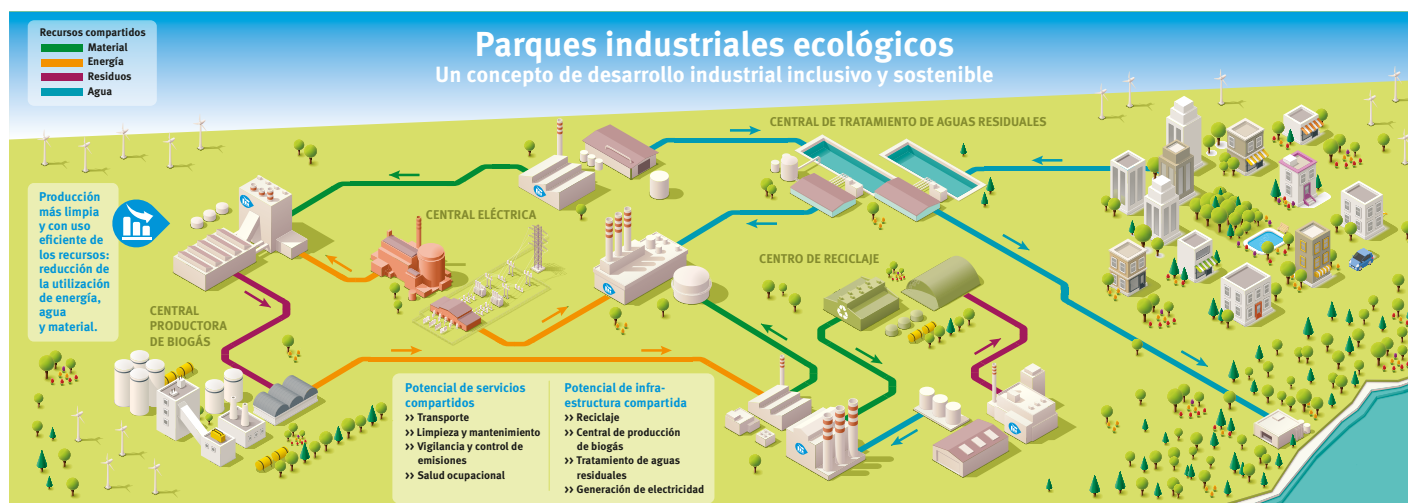 Recursos compartidos
Material
Energía
Residuos
Agua
Parques industriales ecológicos
Un concepto de desarrollo industrial inclusivo y sostenible
CENTRAL DE TRATAMIENTO DE AGUAS RESIDUALES
Producción
más limpia
y con uso
eficiente de
los recursos:
reducción de
la utilización
de energía,
agua
y material.
CENTRAL ELÉCTRICA
CENTRO DE RECICLAJE
CENTRAL
PRODUCTORA
DE BIOGÁS
Potencial de servicios
compartidos
>> Transporte
>> Limpieza y mantenimiento
>> Vigilancia y control de
emisiones
>> Salud ocupacional
Potencial de infra-
estructura compartida
>> Reciclaje
>> Central de producción
de biogás
>> Tratamiento de aguas
residuales
>> Generación de electricidad